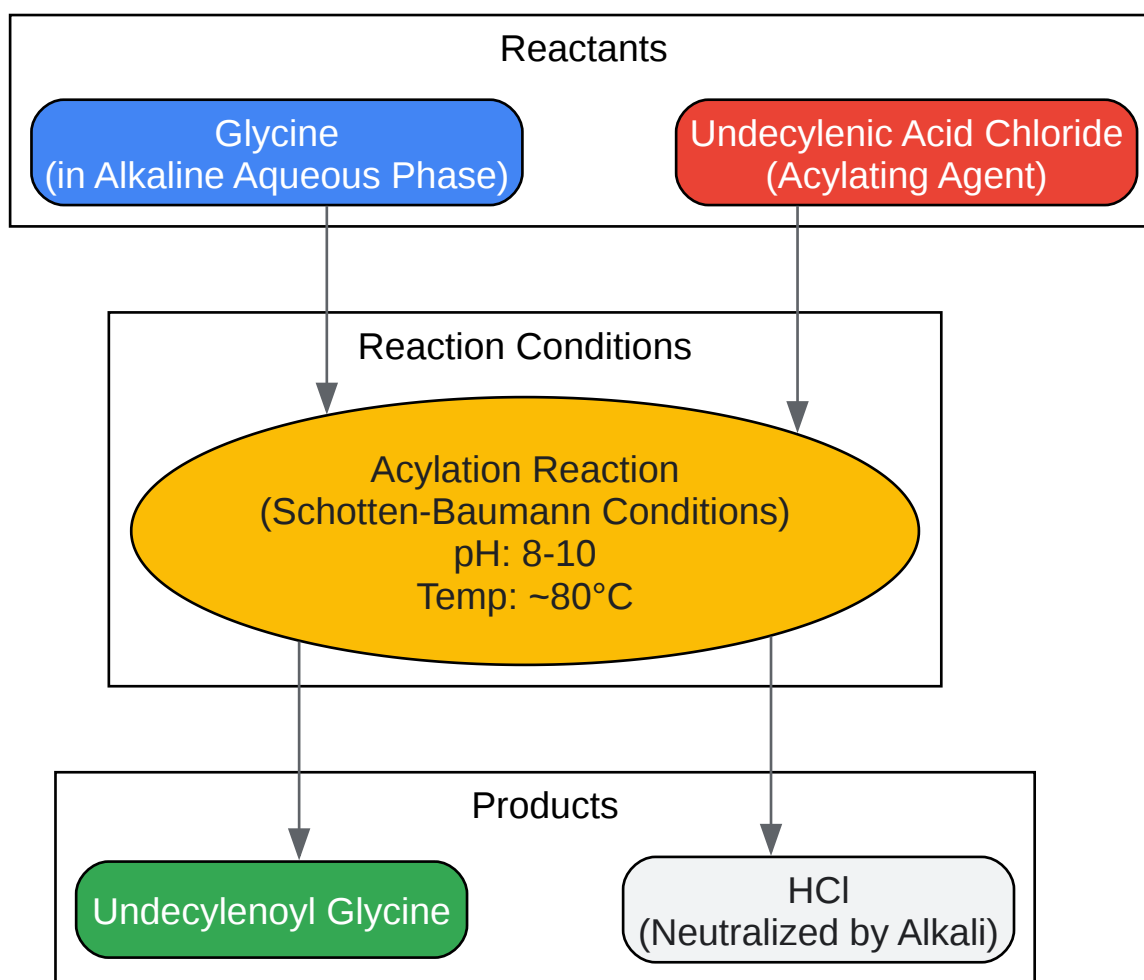 Reactants
Glycine
(in Alkaline Aqueous Phase)
Undecylenic Acid Chloride
(Acylating Agent)
Reaction Conditions
Acylation Reaction
(Schotten-Baumann Conditions)
pH: 8-10
Temp: ~80°C
Products
Undecylenoyl Glycine
HCl
(Neutralized by Alkali)